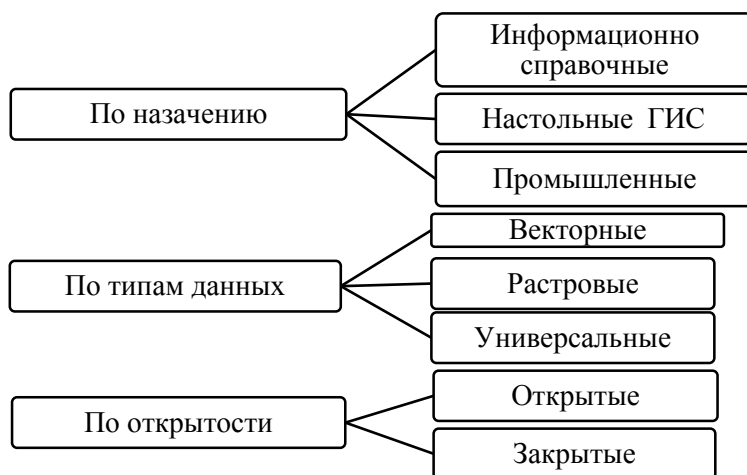 По назачению
Информационно
справочные
Настольные ГИС
Промышленные
По типам данных
Векторные
Растровые
Универсальные
По открытости
Открытые
Закрытые